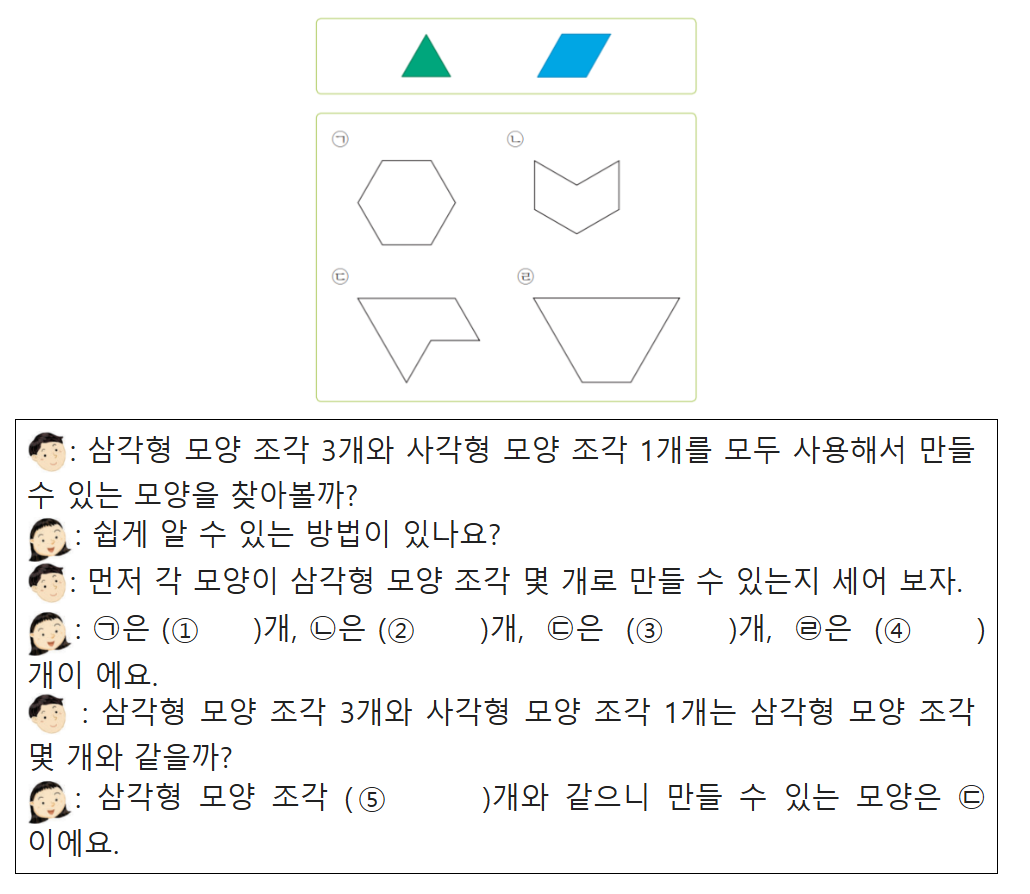 ㉠ ㉡
㉢ ㉣
: 삼각형 모양 조각 3개와 사각형 모양 조각 1개를 모두 사용해서 만들
수 있는 모양을 찾아볼까?
: 쉽게 알 수 있는 방법이 있나요?
: 먼저 각 모양이 삼각형 모양 조각 몇 개로 만들 수 있는지 세어 보자.
: ㉠은 (① )개, ㉡은 (② )개, ㉢은 (③ )개, ㉣은 (④ )
개이 에요.
: 삼각형 모양 조각 3개와 사각형 모양 조각 1개는 삼각형 모양 조각
몇 개와 같을까?
: 삼각형 모양 조각 (⑤ )개와 같으니 만들 수 있는 모양은 ㉢
이에요.